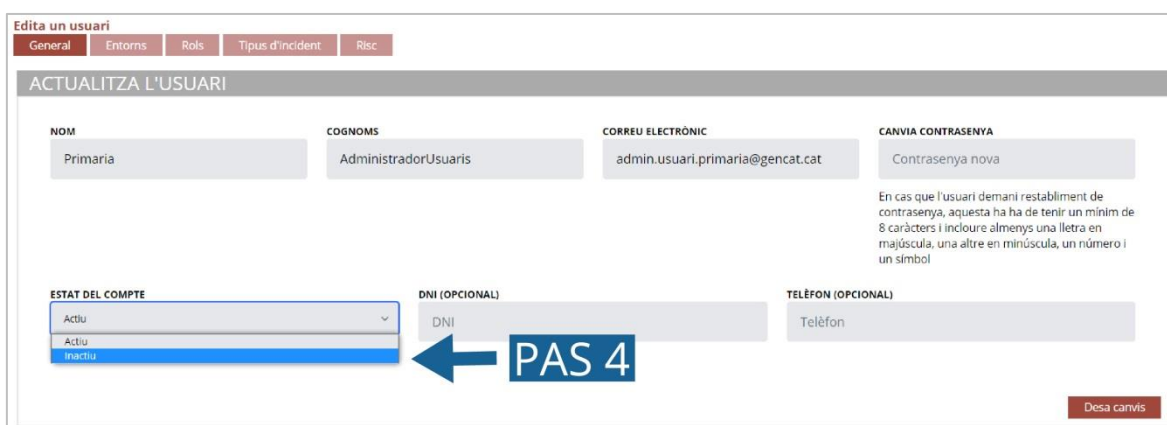 Edita un usuari
General Entorns Rols Tipus d'incident Risc
ACTUALITZA L'USUARI
NOM COGNOMS CORREU ELECTRÒNIC CANVIA CONTRASENYA
Primaria AdministradorUsuaris admin.usuari.primaria@gencat.cat Contrasenya nova
En cas que l'usuari demani restabliment de
contrasenya, aquesta ha ha de tenir un mínim de
8 caràcters i incloure almenys una lletra en
majúscula, una altre en minúscula, un número i
un símbol
ESTAT DEL COMPTE DNI (OPCIONAL) TELÈFON (OPCIONAL)
Actiu DNI Telèfon
Actiu
Inactiu
PAS 4
Desa canvis